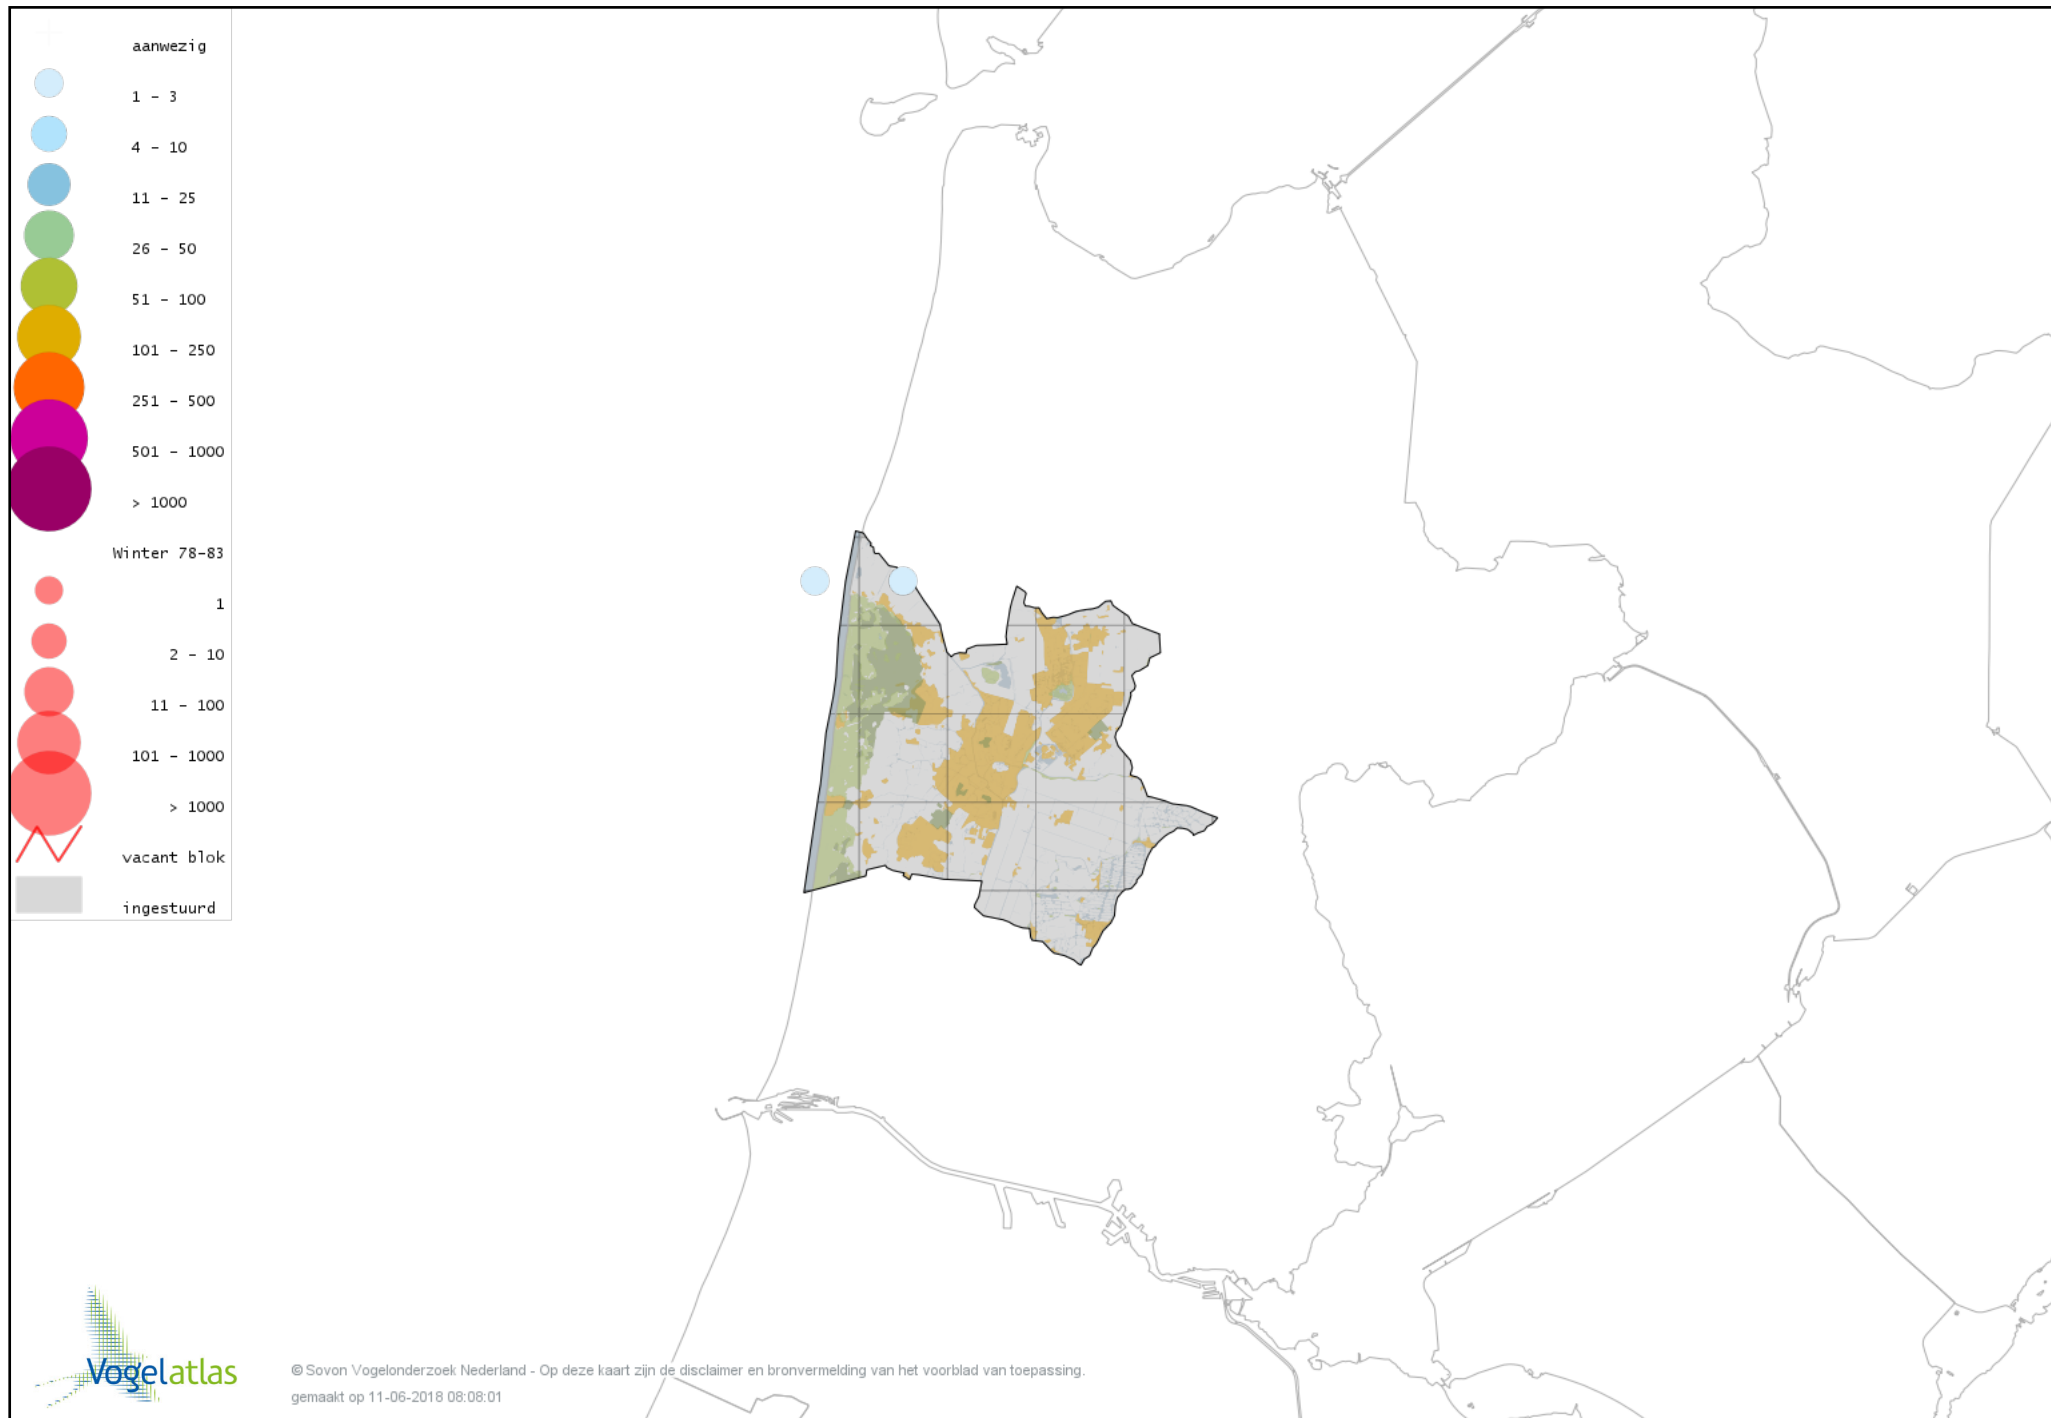 aanwezig
1 - 3
4 - 10
11 - 25
26 - 50
51 - 100
101 - 250
251 - 500
501 - 1000
> 1000
Winter 78-83
1
2 - 10
11 - 100
101 - 1000
> 1000
vacant blok
ingestuurd
Vogelatlas
© Sovon Vogelonderzoek Nederland - Op deze kaart zijn de disclaimer en bronvermelding van het voorblad van toepassing.
gemaakt op 11-06-2018 08:08:01